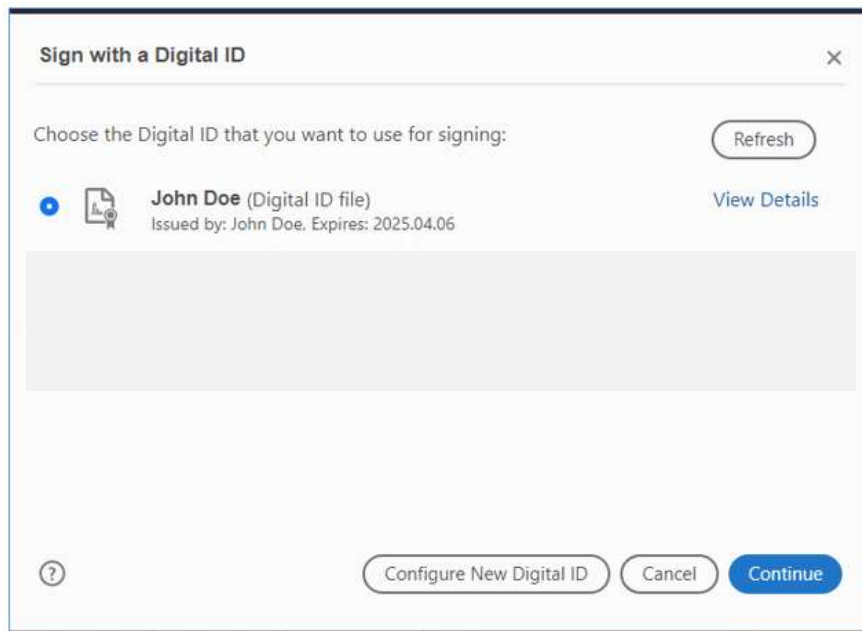 Sign with a Digital ID
Choose the Digital ID that you want to use for signing:
Refresh
John Doe (Digital ID file)
View Details
Issued by: John Doe, Expires: 2025.04.06
Configure New Digital ID
Cancel
Continue